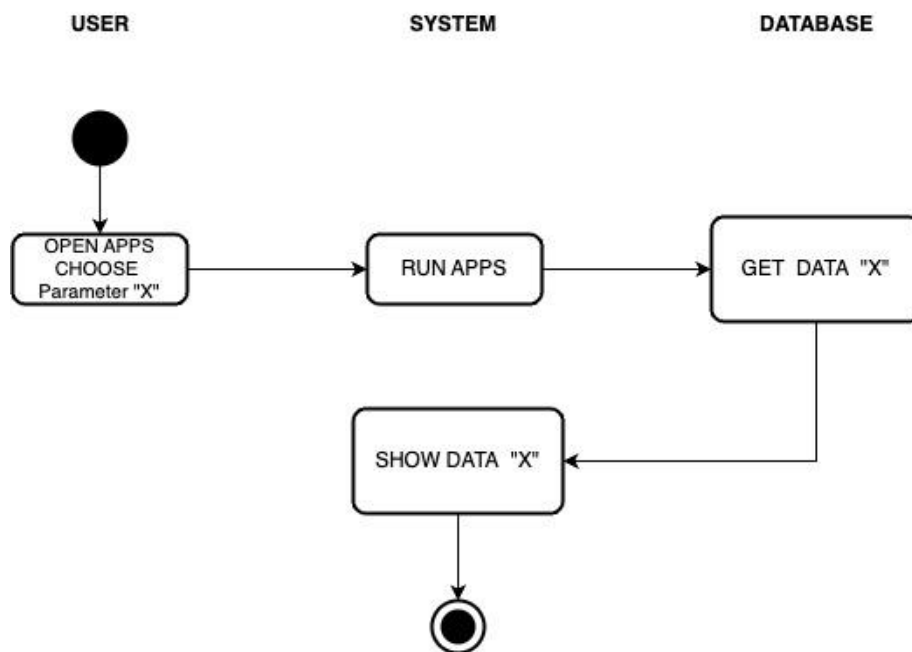 USER
SYSTEM
DATABASE
OPEN APPS
CHOOSE
Parameter "X"
RUN APPS
GET DATA "X"
SHOW DATA "X"